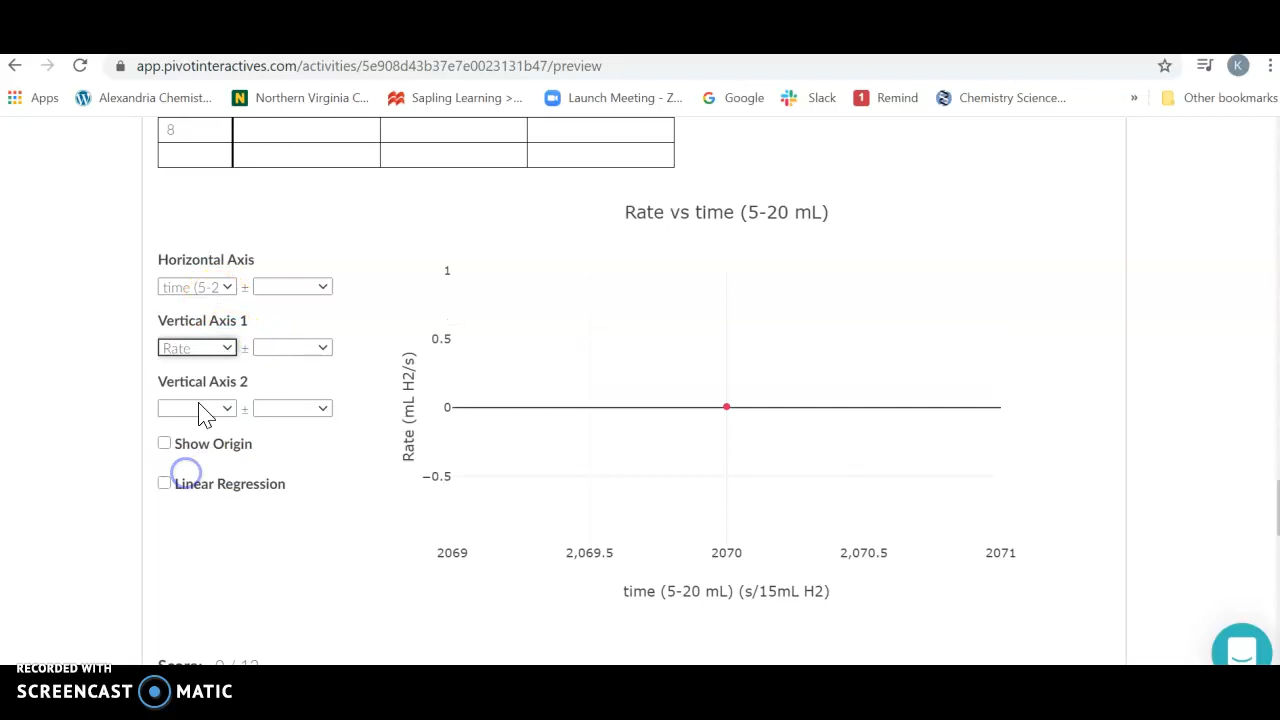 app.pivotinteractives.com/activities/5e908d43b37e7e0023131b47/preview
K
Apps Alexandria Chemist... Northern Virginia C... Sapling Learning >... Launch Meeting - Z... Google Slack 1 Remind Chemistry Science... » Other bookmarks
8
Rate vs time (5-20 mL)
Horizontal Axis
time (5-2 ±
Vertical Axis 1
Rate ±
Vertical Axis 2
±
Show Origin
Linear Regression
1
0.5
0
−0.5
Rate (mL H2/s)
2069 2,069.5 2070 2,070.5 2071
time (5-20 mL) (s/15mL H2)
RECORDED WITH
SCREENCAST MATIC